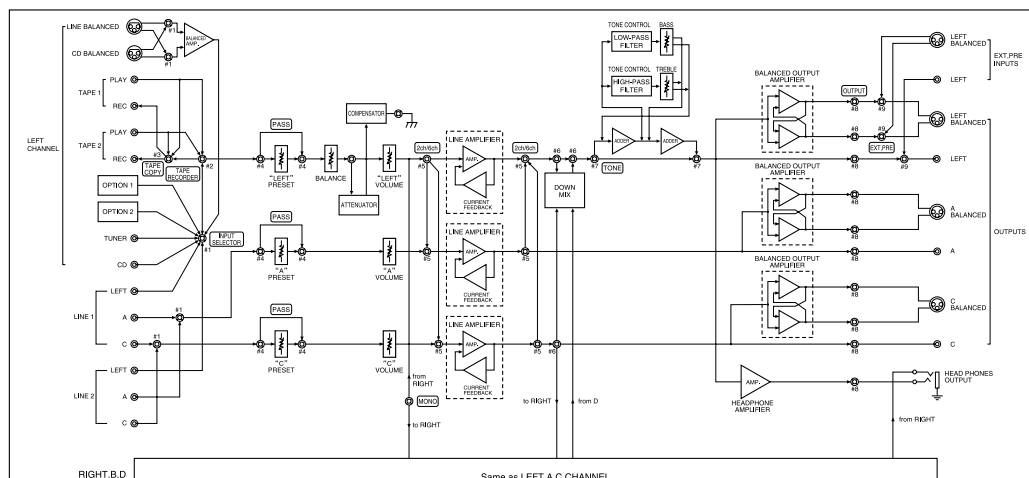 LINE BALANCED
#1
BALANCED
AMP.
CD BALANCED
#1
TAPE 1
PLAY
REC
TAPE 2
PLAY
REC
#3
TAPE
COPY
TAPE
RECORDER
#2
LEFT
CHANNEL
OPTION 1
OPTION 2
TUNER
CD
INPUT
SELECTOR
#1
LINE 1
LEFT
A
#1
C
#1
LINE 2
LEFT
A
C
PASS
#4
#4
"LEFT"
PRESET
BALANCE
COMPENSATOR
ATTENUATOR
"LEFT"
VOLUME
2ch/6ch
#5
LINE AMPLIFIER
AMP.
CURRENT
FEEDBACK
2ch/6ch
#5
#6
#6
DOWN
MIX
PASS
#4
#4
"A"
PRESET
"A"
VOLUME
#5
LINE AMPLIFIER
AMP.
CURRENT
FEEDBACK
#5
PASS
#4
#4
"C"
PRESET
"C"
VOLUME
#5
LINE AMPLIFIER
AMP.
CURRENT
FEEDBACK
#5
#6
from
RIGHT
MONO
to RIGHT
to RIGHT
from D
TONE CONTROL
BASS
LOW-PASS
FILTER
TONE CONTROL
TREBLE
HIGH-PASS
FILTER
ADDER
ADDER
#7
TONE
#7
BALANCED OUTPUT
AMPLIFIER
OUTPUT
#8
#9
#8
#9
EXT,PRE
#8
#9
LEFT
BALANCED
LEFT
EXT,PRE
INPUTS
LEFT
BALANCED
LEFT
BALANCED OUTPUT
AMPLIFIER
#8
#8
#8
A
BALANCED
A
OUTPUTS
BALANCED OUTPUT
AMPLIFIER
#8
#8
#8
C
BALANCED
C
AMP.
HEADPHONE
AMPLIFIER
#8
HEAD PHONES
OUTPUT
from RIGHT
RIGHT,B,D
Same as LEFT,A,C CHANNEL